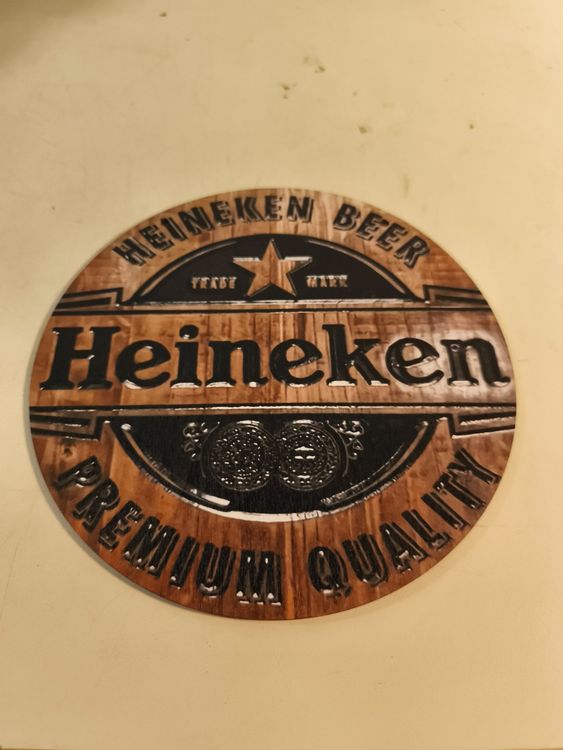 HEINEKEN BEER
TRADE MARK
Heineken
PREMIUM QUALITY